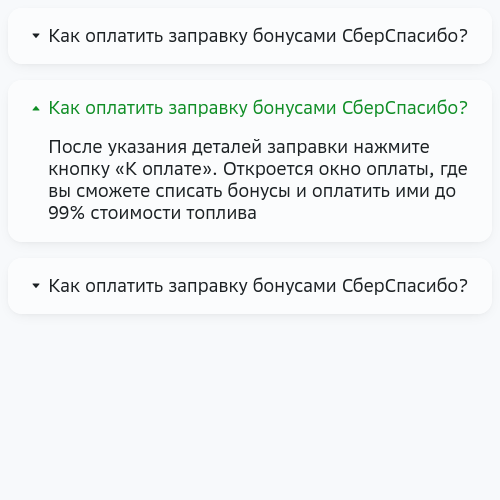 Как оплатить заправку бонусами СберСпасибо?
Как оплатить заправку бонусами СберСпасибо?
После указания деталей заправки нажмите
кнопку «К оплате». Откроется окно оплаты, где
вы сможете списать бонусы и оплатить ими до
99% стоимости топлива
Как оплатить заправку бонусами СберСпасибо?